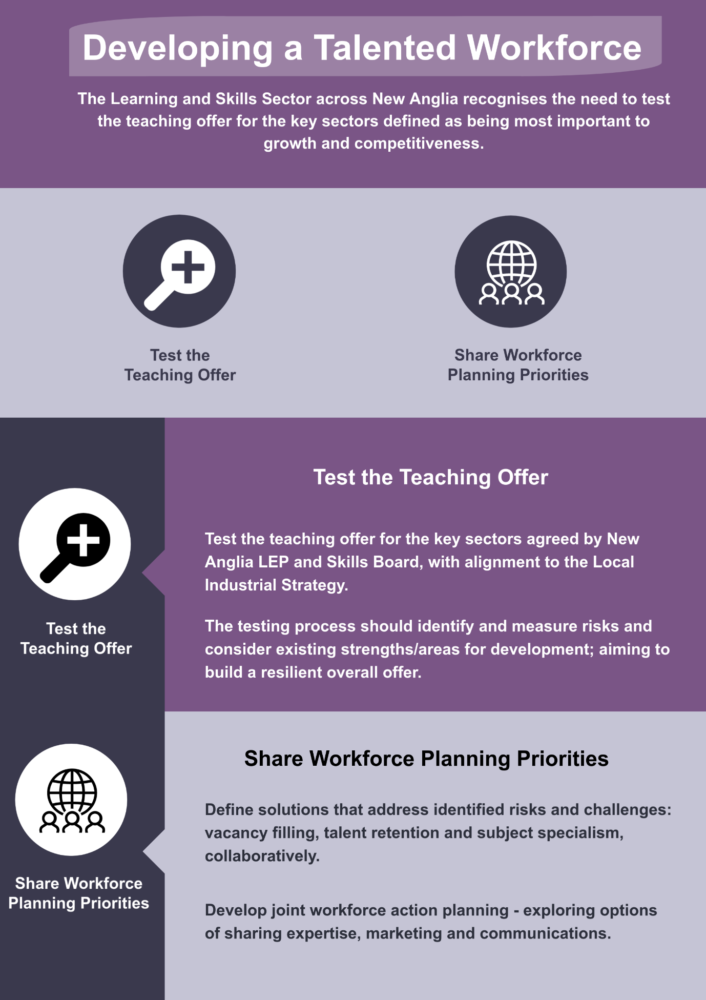 Developing a Talented Workforce
The Learning and Skills Sector across New Anglia recognises the need to test
the teaching offer for the key sectors defined as being most important to
growth and competitiveness.
Test the
Teaching Offer
Share Workforce
Planning Priorities
Test the
Teaching Offer
Test the Teaching Offer
Test the teaching offer for the key sectors agreed by New
Anglia LEP and Skills Board, with alignment to the Local
Industrial Strategy.
The testing process should identify and measure risks and
consider existing strengths/areas for development; aiming to
build a resilient overall offer.
Share Workforce
Planning Priorities
Share Workforce Planning Priorities
Define solutions that address identified risks and challenges:
vacancy filling, talent retention and subject specialism,
collaboratively.
Develop joint workforce action planning - exploring options
of sharing expertise, marketing and communications.